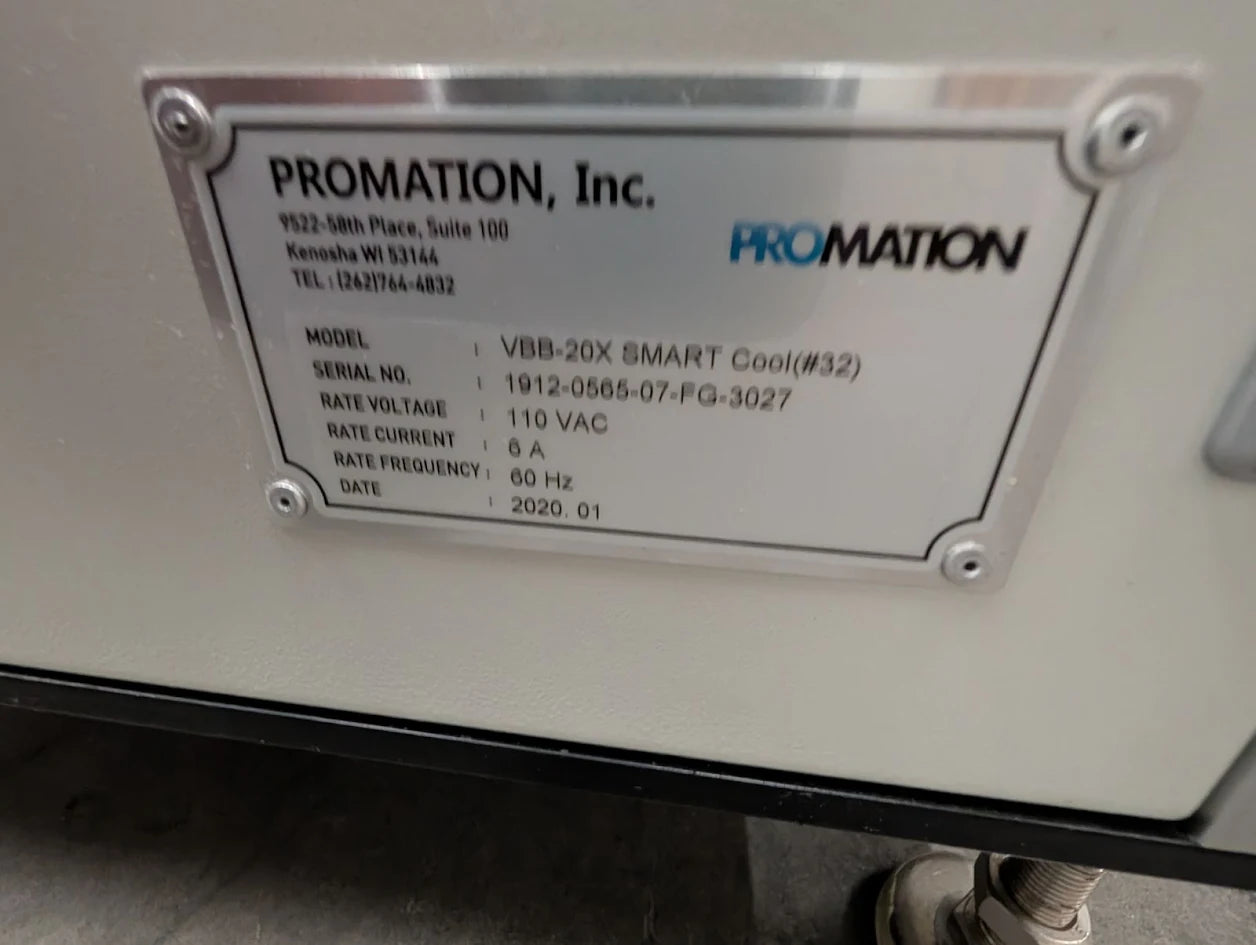 PROMATION, Inc.
9522-58th Place, Suite 100
Kenosha WI 53144
TEL : (262)764-4832
PROMATION
MODEL : VBB-20X SMART Cool(#32)
SERIAL NO. : 1912-0565-07-FG-3027
RATE VOLTAGE : 110 VAC
RATE CURRENT : 6 A
RATE FREQUENCY : 60 Hz
DATE : 2020. 01